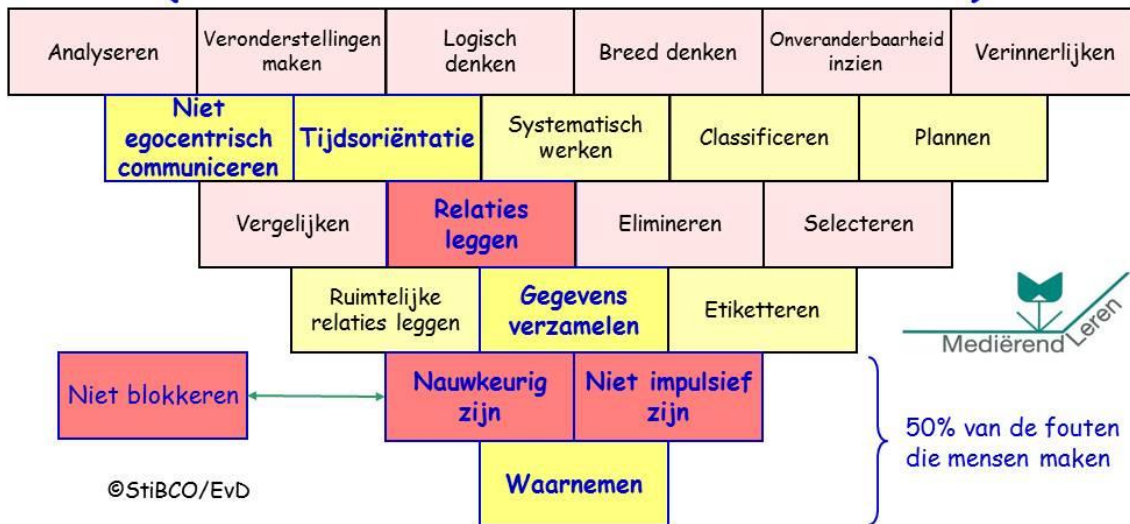 Analyseren
Veronderstellingen
maken
Logisch
denken
Breed denken
Onveranderbaarheid
inzien
Verinnerlijken
Niet
egocentrisch
communiceren
Tijdsoriëntatie
Systematisch
werken
Classificeren
Plannen
Vergelijken
Relaties
leggen
Elimineren
Selecteren
Ruimtelijke
relaties leggen
Gegevens
verzamelen
Etiketteren
Mediërend Leren
Niet blokkeren
Nauwkeurig
zijn
Niet impulsief
zijn
50% van de fouten
die mensen maken
Waarnemen
©StiBCO/EvD